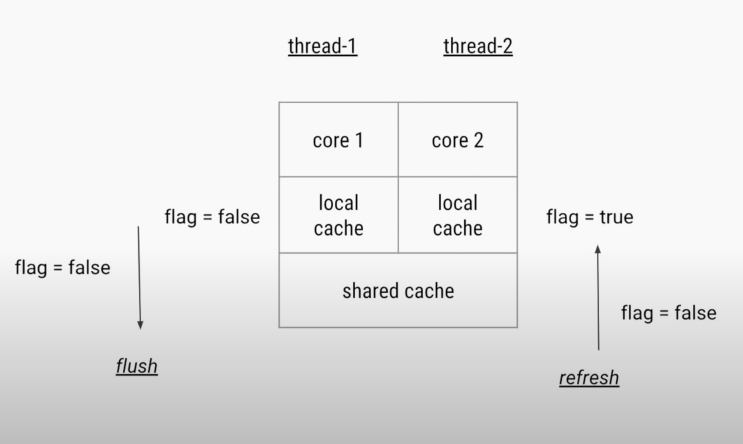 thread-1 thread-2
core 1 core 2
flag = false
local
cache
local
cache
flag = true
flag = false
shared cache
flag = false
flush
refresh